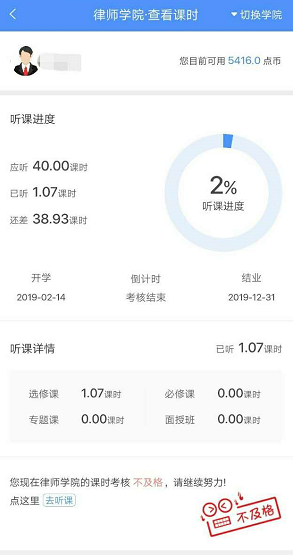 律师学院·查看课时
切换学院
您目前可用 5416.0 点币
听课进度
应听 40.00课时
已听 1.07课时
还差 38.93课时
2%
听课进度
开学 倒计时 结业
2019-02-14 考核结束 2019-12-31
听课详情 已听 1.07课时
选修课 1.07课时 必修课 0.00课时
专题课 0.00课时 面授班 0.00课时
您现在律师学院的课时考核 不及格，请继续努力!
点这里 去听课
不及格